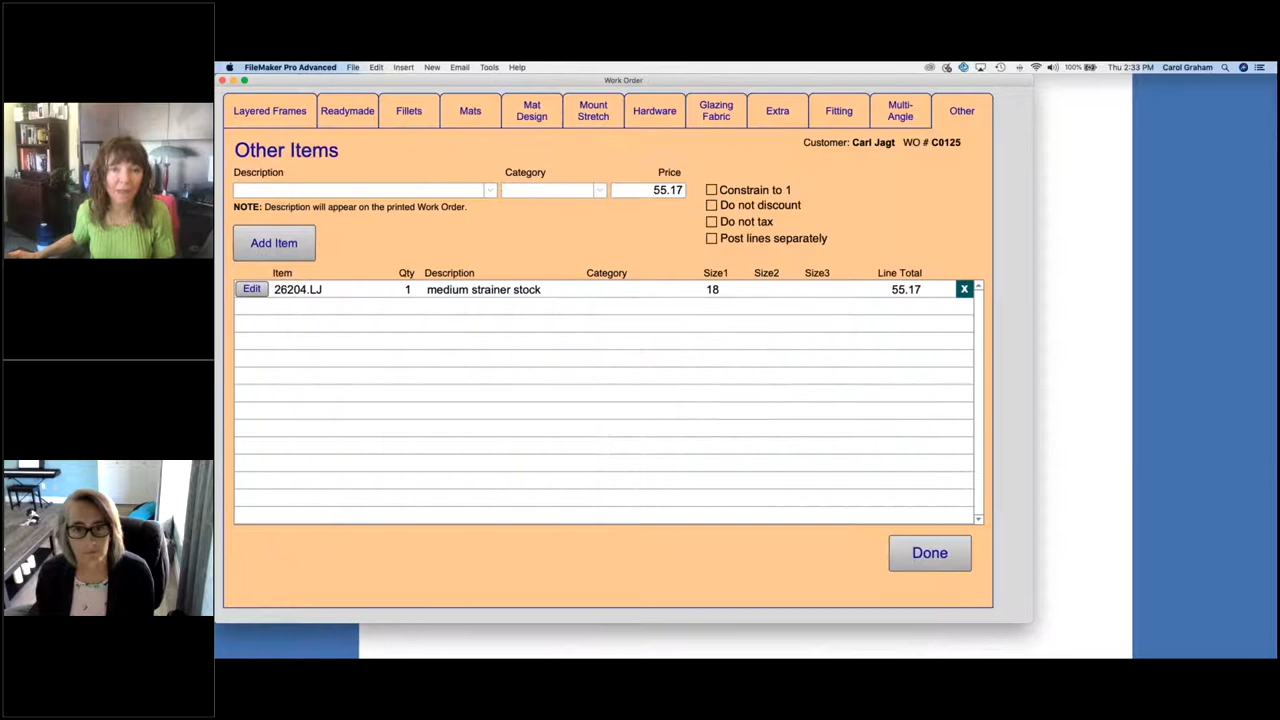 FileMaker Pro Advanced File Edit Insert New Email Tools Help 100% Thu 2:33 PM Carol Graham
Work Order
Layered Frames Readymade Fillets Mats Mat Design Mount Stretch Hardware Glazing Fabric Extra Fitting Multi-Angle Other
Other Items
Customer: Carl Jagt WO # C0125
Description Category Price
55.17
Constrain to 1
Do not discount
NOTE: Description will appear on the printed Work Order.
Do not tax
Post lines separately
Add Item
Item Qty Description Category Size1 Size2 Size3 Line Total
Edit 26204.LJ 1 medium strainer stock 18 55.17 X
Done